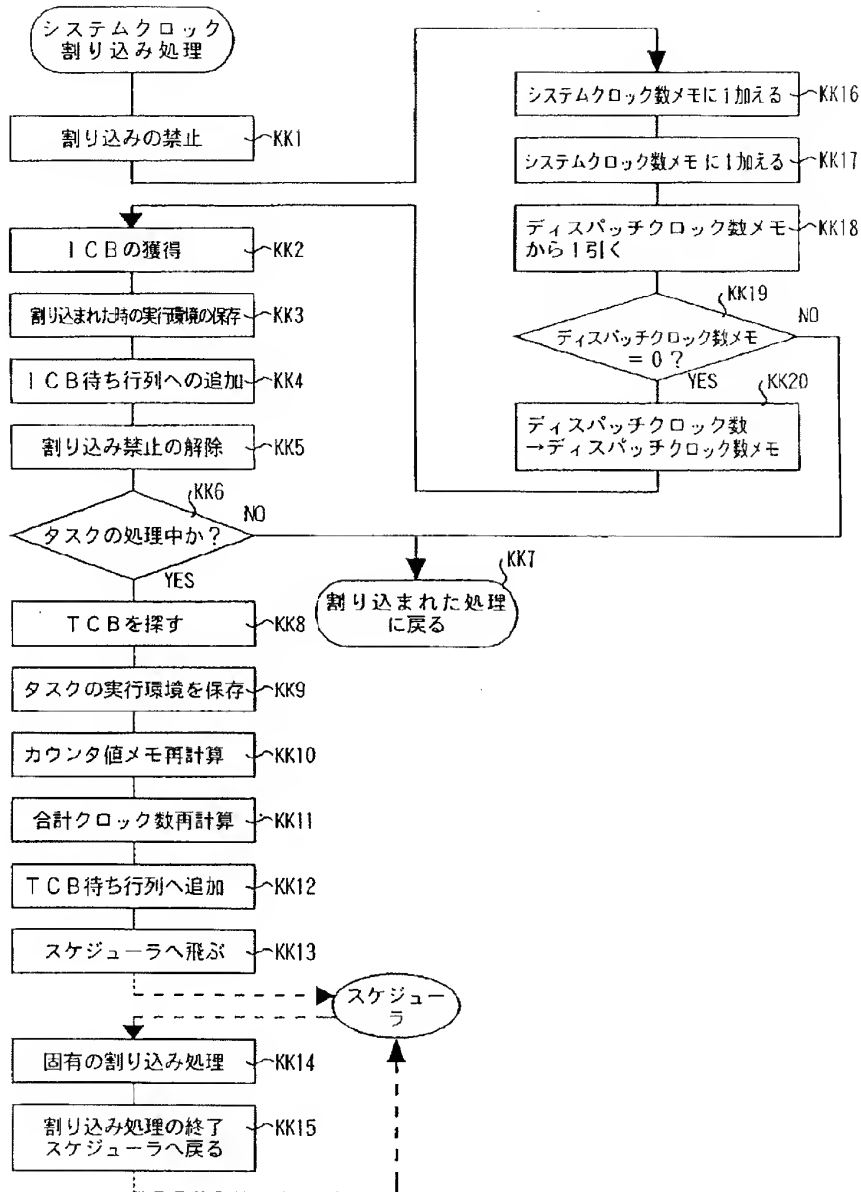 システムクロック
割り込み処理
割り込みの禁止
KK1
ICBの獲得
KK2
割り込まれた時の実行環境の保存
KK3
ICB待ち行列への追加
KK4
割り込み禁止の解除
KK5
KK6
タスクの処理中か?
NO
YES
KK7
割り込まれた処理
に戻る
TCBを探す
KK8
タスクの実行環境を保存
KK9
カウンタ値メモ再計算
KK10
合計クロック数再計算
KK11
TCB待ち行列へ追加
KK12
スケジューラへ飛ぶ
KK13
スケジュー
ラ
固有の割り込み処理
KK14
割り込み処理の終了
スケジューラへ戻る
KK15
システムクロック数メモに1加える
KK16
システムクロック数メモに1加える
KK17
ディスパッチクロック数メモ
から1引く
KK18
KK19
ディスパッチクロック数メモ
=0?
NO
YES
KK20
ディスパッチクロック数
→ディスパッチクロック数メモ